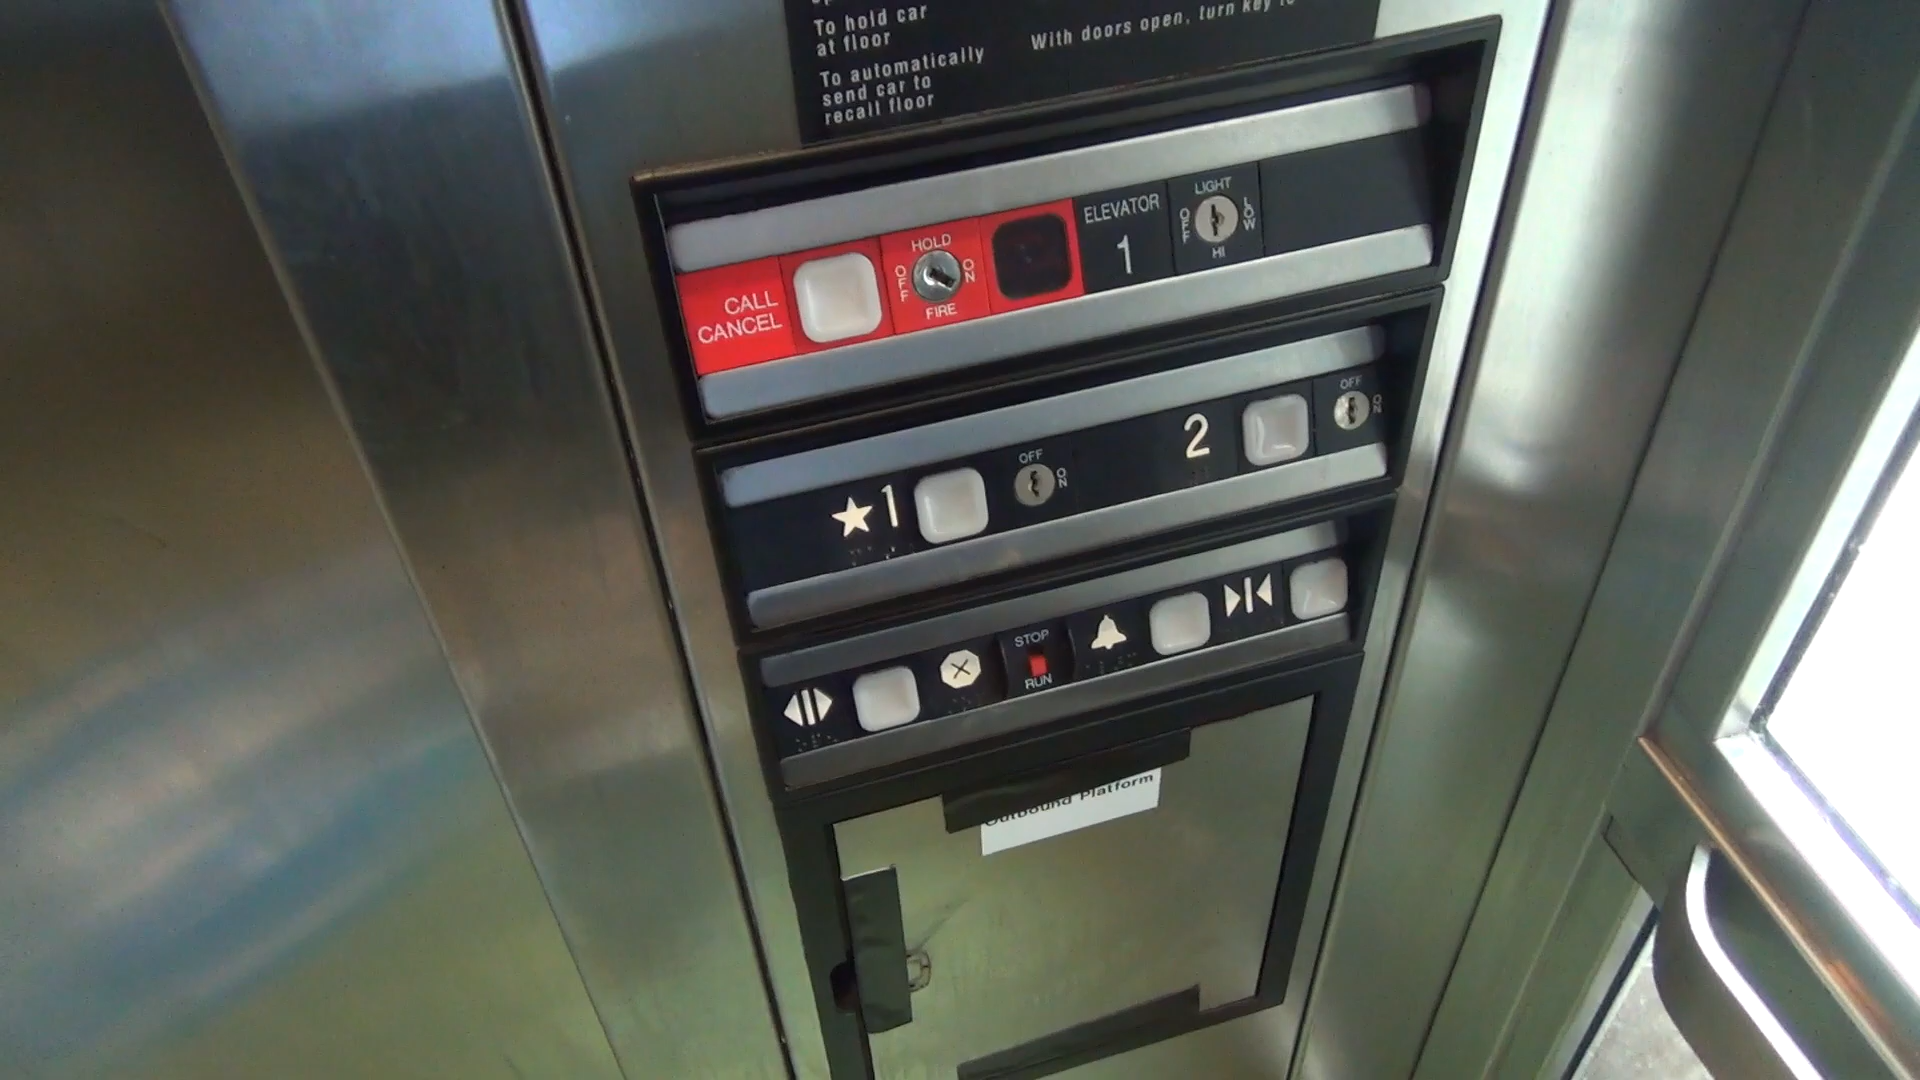 To hold car
at floor
With doors open, turn key to
To automatically
send car to
recall floor
CALL
CANCEL
HOLD
OFF
ON
FIRE
ELEVATOR
1
LIGHT
OFF
LOW
HI
★1
OFF
ON
2
OFF
ON
STOP
RUN
Outbound Platform